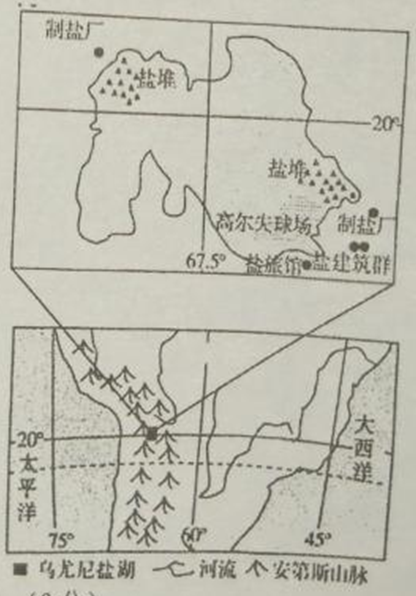 制盐厂
盐堆
20°
盐堆
高尔夫球场
制盐厂
67.5°
盐旅馆
盐建筑群
20°
太平洋
大西洋
75°
60°
45°
乌尤尼盐湖
河流
安第斯山脉